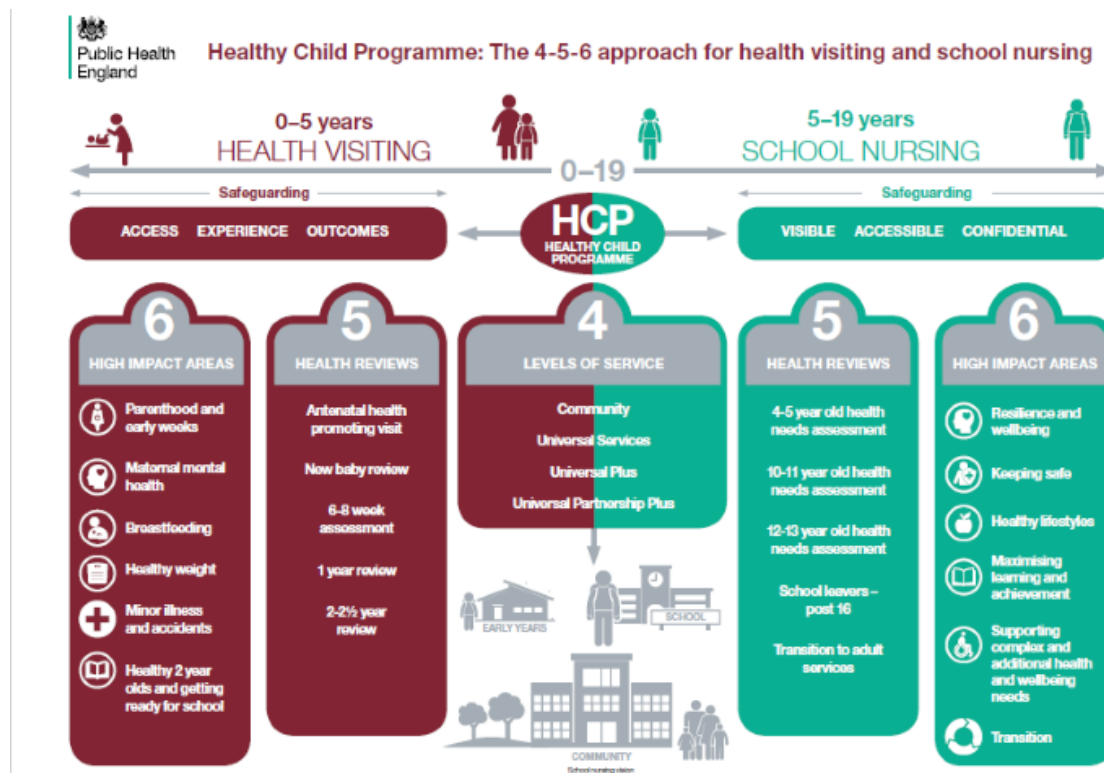 Public Health
England
Healthy Child Programme: The 4-5-6 approach for health visiting and school nursing
0–5 years
HEALTH VISITING
5–19 years
SCHOOL NURSING
0–19
Safeguarding
Safeguarding
ACCESS EXPERIENCE OUTCOMES
HCP
HEALTHY CHILD
PROGRAMME
VISIBLE ACCESSIBLE CONFIDENTIAL
6
HIGH IMPACT AREAS
Parenthood and
early weeks
Maternal mental
health
Breastfeeding
Healthy weight
Minor illness
and accidents
Healthy 2 year
olds and getting
ready for school
5
HEALTH REVIEWS
Antenatal health
promoting visit
New baby review
6-8 week
assessment
1 year review
2-2½ year
review
4
LEVELS OF SERVICE
Community
Universal Services
Universal Plus
Universal Partnership Plus
EARLY YEARS
SCHOOL
COMMUNITY
School nursing vision
5
HEALTH REVIEWS
4-5 year old health
needs assessment
10-11 year old health
needs assessment
12-13 year old health
needs assessment
School leavers –
post 16
Transition to adult
services
6
HIGH IMPACT AREAS
Resilience and
wellbeing
Keeping safe
Healthy lifestyles
Maximising
learning and
achievement
Supporting
complex and
additional health
and wellbeing
needs
Transition